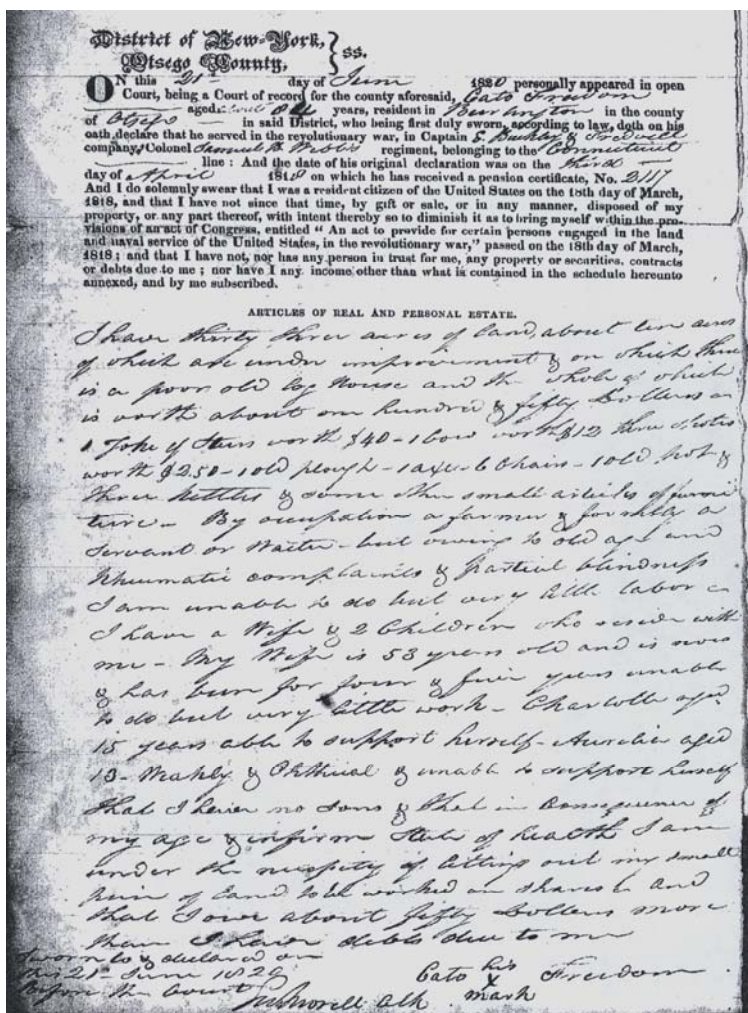 District of New-York,
Otsego County, } ss.
ON this 21st day of June 1820 personally appeared in open
Court, being a Court of record for the county aforesaid, Cato Freedom
aged about 84 years, resident in Burlington in the county
of Otsego in said District, who being first duly sworn, according to law, doth on his
oath, declare that he served in the revolutionary war, in Captain & 
company, Colonel Samuel B. Webb's regiment, belonging to the Connecticut
line : And the date of his original declaration was on the third
day of April 1818 on which he has received a pension certificate, No. 2117
And I do solemnly swear that I was a resident citizen of the United States on the 18th day of March,
1818, and that I have not since that time, by gift or sale, or in any manner, disposed of my
property, or any part thereof, with intent thereby so to diminish it as to bring myself within the pro-
visions of an act of Congress, entitled “ An act to provide for certain persons engaged in the land
and naval service of the United States, in the revolutionary war,” passed on the 18th day of March,
1818 ; and that I have not, nor has any person in trust for me, any property or securities, contracts
or debts due to me ; nor have I any income other than what is contained in the schedule hereunto
annexed, and by me subscribed.
ARTICLES OF REAL AND PERSONAL ESTATE.
I have thirty three acres of land, about ten acres
of which are under improvement & on which there
is a poor old log House and the whole of which
is worth about one hundred & fifty Dollars
1 Yoke of Steers worth $40 - 1 Cow worth $12 three Shotes
worth $2.50 - 1 old plough - 1 axe & Chain - 1 old &
three Kettles & some other small articles of furni
ture - By occupation a farmer & formerly a
Servant or Waiter - but owing to old age and
Rheumatic complaints & partial blindness
I am unable to do but very little labor
I have a Wife & 2 Children who reside with
me - My Wife is 53 years old and is now
& has been for four & five years unable
to do but very little work - Charlotte aged
15 years able to support herself - Aurelia aged
13 - Weakly & & unable to support herself
that I have no sons & that in Consequence of
my age & infirm State of health I am
under the necessity of letting out my small
piece of land to be worked on shares & And
that I owe about fifty Dollars more
than I have debts due to me
Sworn to & declared on
this 21st June 1820
before the Court
Clk
Cato his x mark Freedom